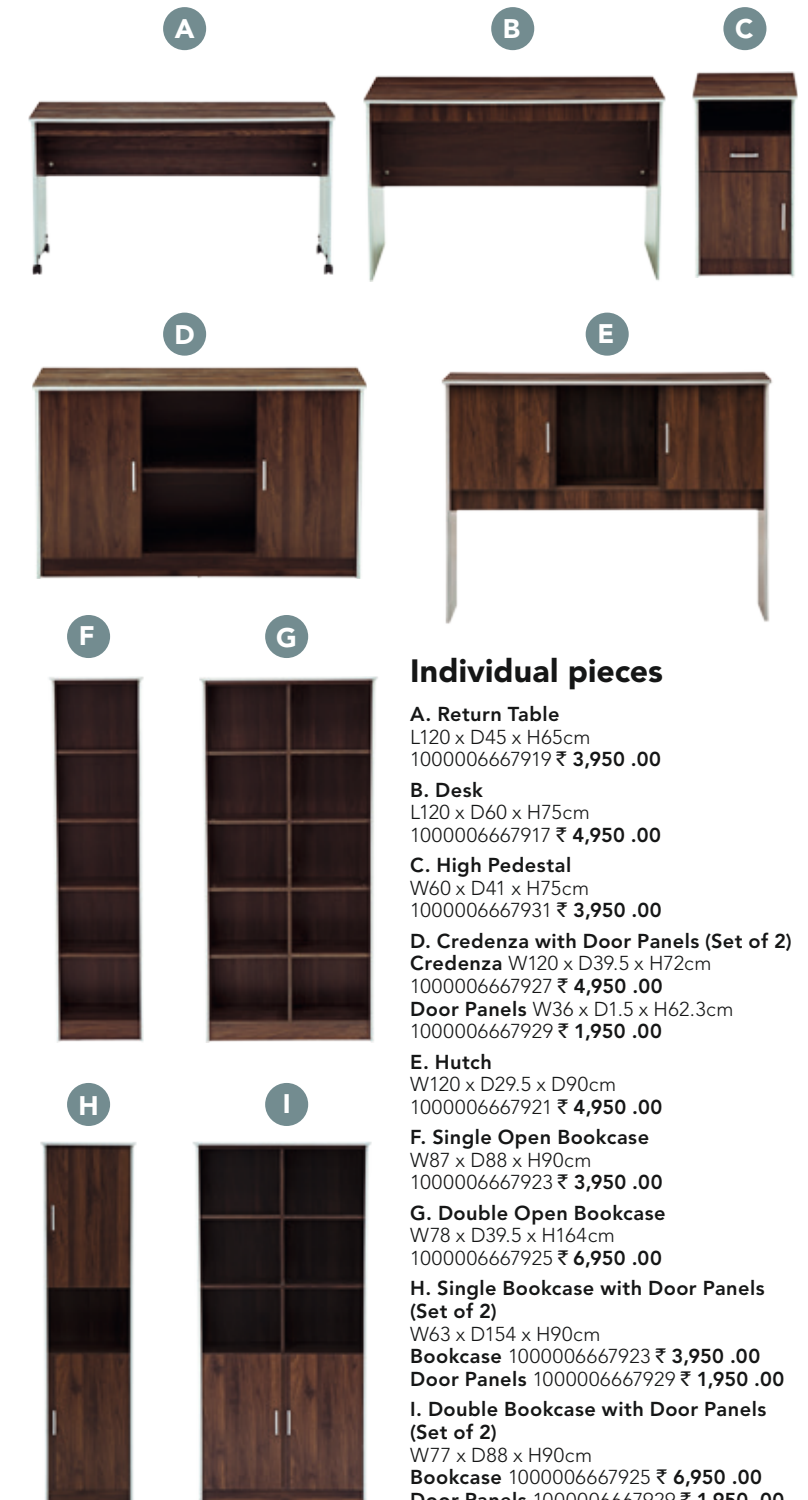 A
B
C
D
E
F
G
H
I
Individual pieces
A. Return Table
L120 x D45 x H65cm
1000006667919 ₹ 3,950 .00
B. Desk
L120 x D60 x H75cm
1000006667917 ₹ 4,950 .00
C. High Pedestal
W60 x D41 x H75cm
1000006667931 ₹ 3,950 .00
D. Credenza with Door Panels (Set of 2)
Credenza W120 x D39.5 x H72cm
1000006667927 ₹ 4,950 .00
Door Panels W36 x D1.5 x H62.3cm
1000006667929 ₹ 1,950 .00
E. Hutch
W120 x D29.5 x D90cm
1000006667921 ₹ 4,950 .00
F. Single Open Bookcase
W87 x D88 x H90cm
1000006667923 ₹ 3,950 .00
G. Double Open Bookcase
W78 x D39.5 x H164cm
1000006667925 ₹ 6,950 .00
H. Single Bookcase with Door Panels
(Set of 2)
W63 x D154 x H90cm
Bookcase 1000006667923 ₹ 3,950 .00
Door Panels 1000006667929 ₹ 1,950 .00
I. Double Bookcase with Door Panels
(Set of 2)
W77 x D88 x H90cm
Bookcase 1000006667925 ₹ 6,950 .00
Door Panels 1000006667929 ₹ 1,950 .00